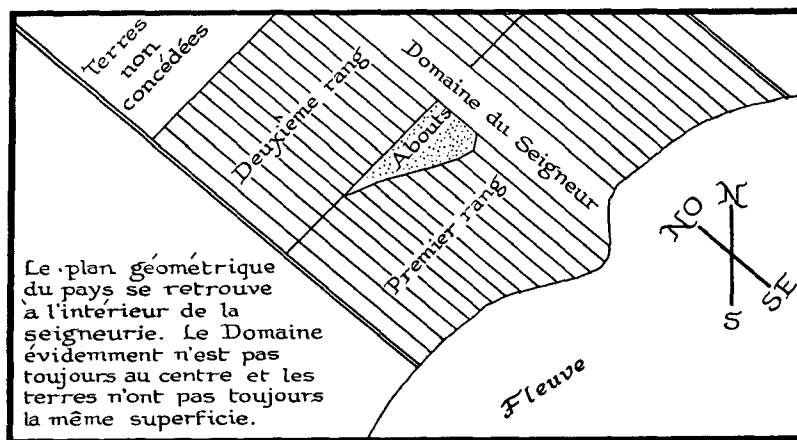 Terres
non
concédées
Deuxième rang
Domaine du Seigneur
Abouts
Premier rang
N
NO
S
SE
Fleuve
Le plan géométrique
du pays se retrouve
à l'intérieur de la
seigneurie. Le Domaine
évidemment n'est pas
toujours au centre et les
terres n'ont pas toujours
la même superficie.